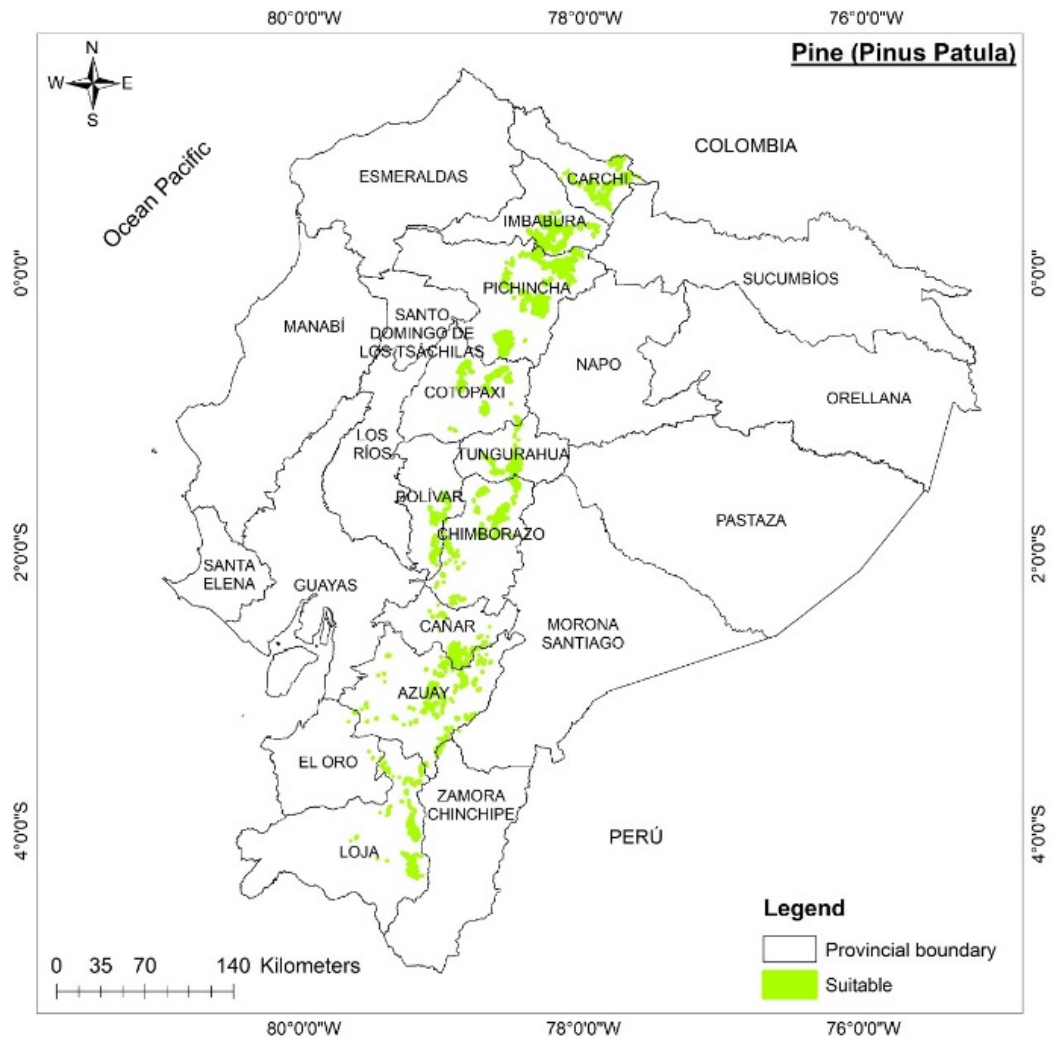 80°0'0"W
78°0'0"W
76°0'0"W
Pine (Pinus Patula)
N
W
E
S
Ocean Pacific
COLOMBIA
ESMERALDAS
CARCHI
IMBABURA
0°0'0"
0°0'0"
SUCUMBÍOS
PICHINCHA
MANABÍ
SANTO
DOMINGO DE
LOS TSÁCHILAS
NAPO
COTOPAXI
ORELLANA
LOS
RÍOS
TUNGURAHUA
BOLÍVAR
PASTAZA
CHIMBORAZO
2°0'0"S
2°0'0"S
SANTA
ELENA
GUAYAS
CAÑAR
MORONA
SANTIAGO
AZUAY
EL ORO
ZAMORA
CHINCHIPE
4°0'0"S
4°0'0"S
PERÚ
LOJA
Legend
Provincial boundary
Suitable
0 35 70 140 Kilometers
80°0'0"W
78°0'0"W
76°0'0"W